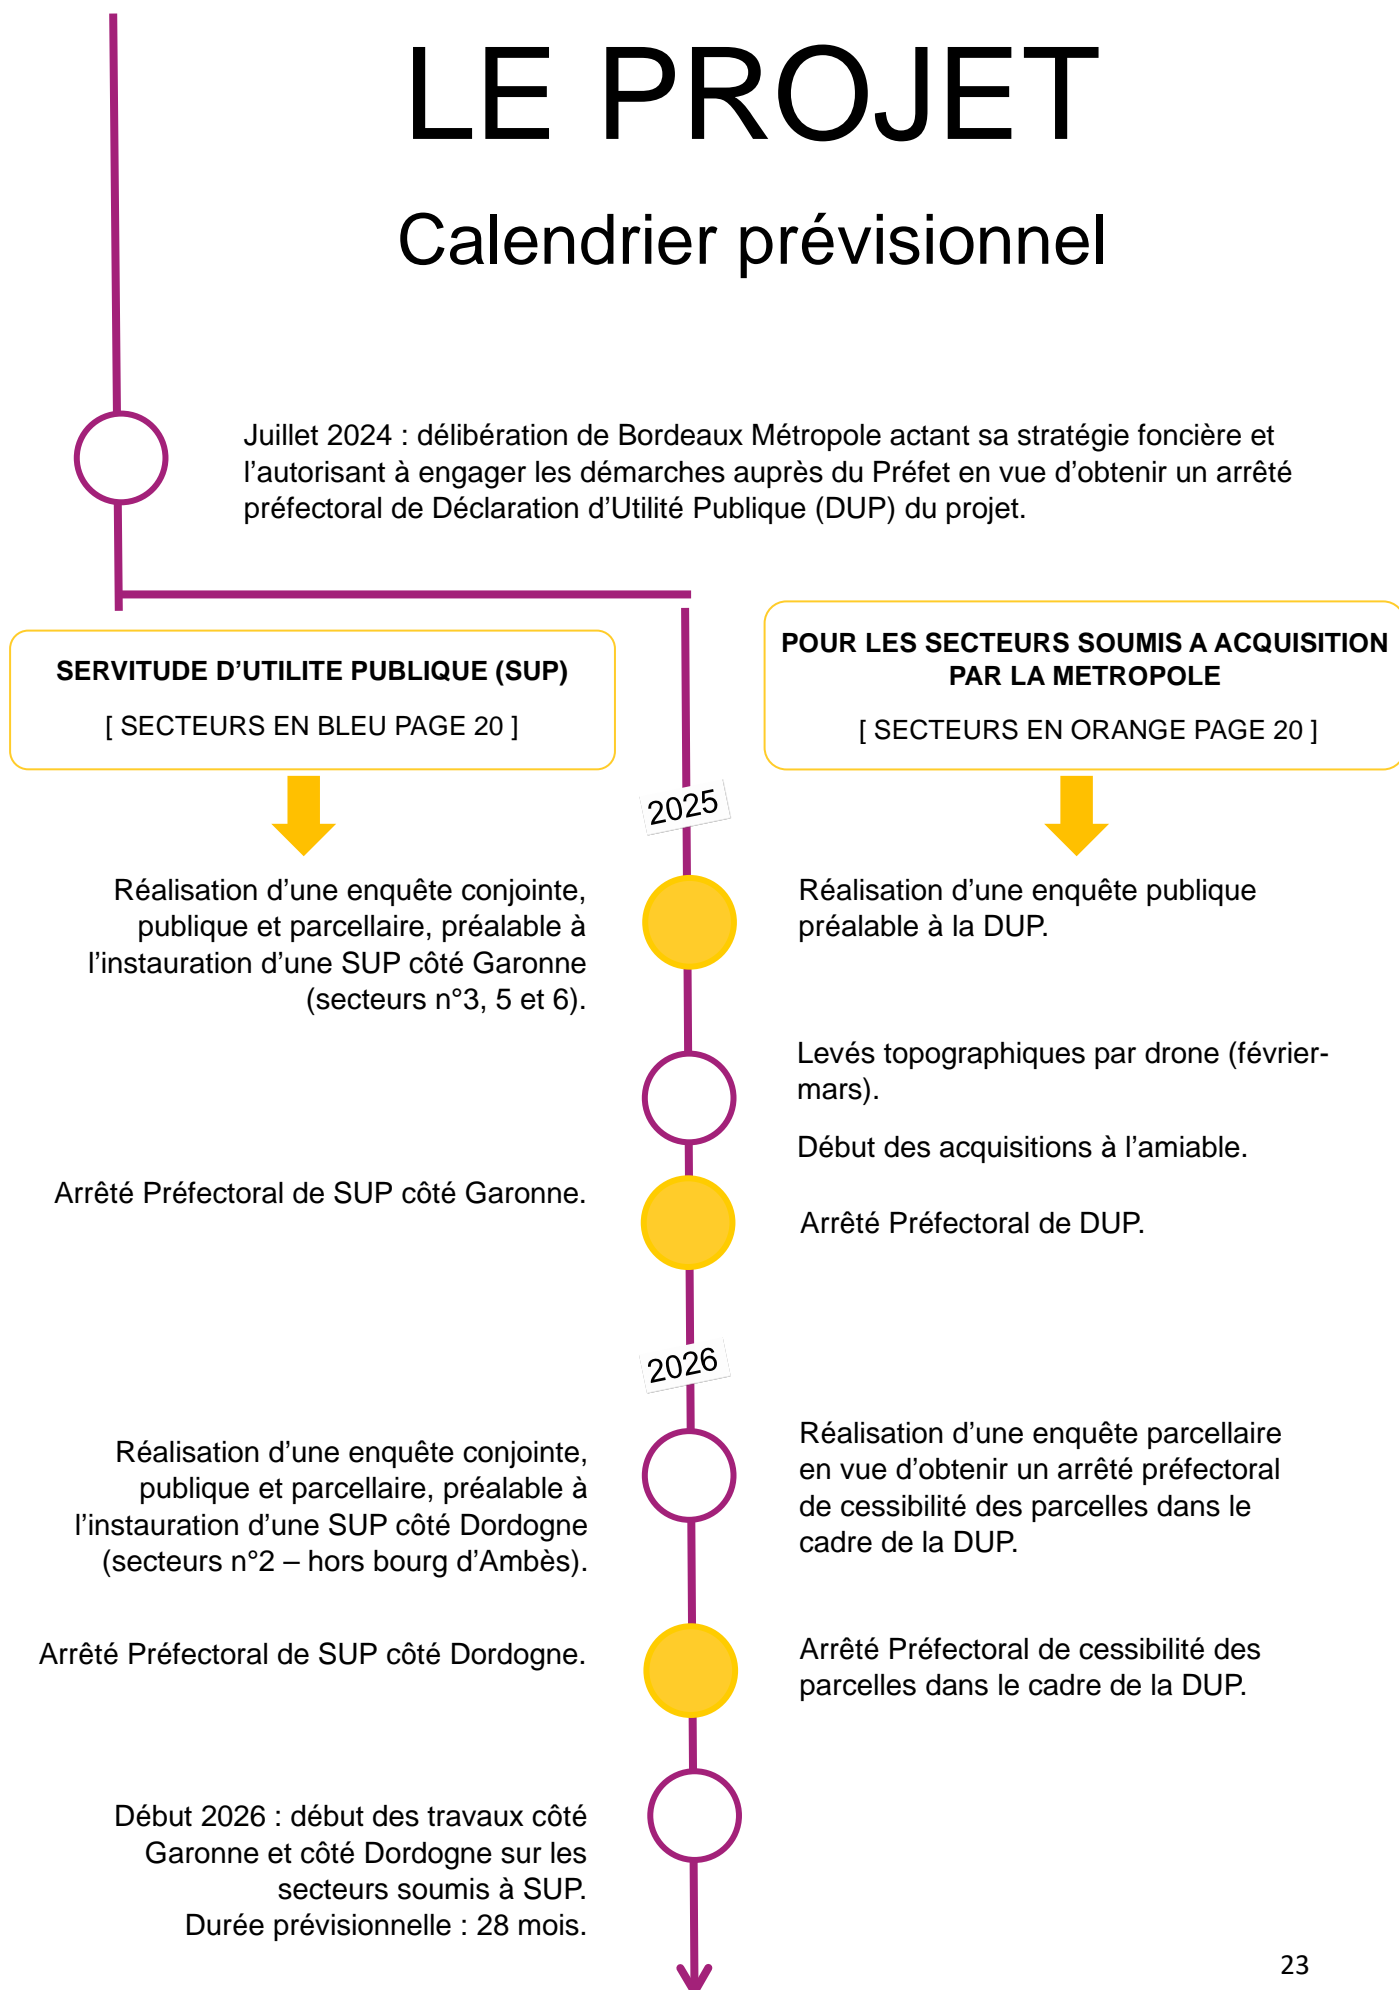 LE PROJET
Calendrier prévisionnel
Juillet 2024 : délibération de Bordeaux Métropole actant sa stratégie foncière et
l’autorisant à engager les démarches auprès du Préfet en vue d’obtenir un arrêté
préfectoral de Déclaration d’Utilité Publique (DUP) du projet.
SERVITUDE D’UTILITE PUBLIQUE (SUP)
[ SECTEURS EN BLEU PAGE 20 ]
POUR LES SECTEURS SOUMIS A ACQUISITION
PAR LA METROPOLE
[ SECTEURS EN ORANGE PAGE 20 ]
2025
Réalisation d’une enquête conjointe,
publique et parcellaire, préalable à
l’instauration d’une SUP côté Garonne
(secteurs n°3, 5 et 6).
Réalisation d’une enquête publique
préalable à la DUP.
Levés topographiques par drone (février-
mars).
Début des acquisitions à l’amiable.
Arrêté Préfectoral de SUP côté Garonne.
Arrêté Préfectoral de DUP.
2026
Réalisation d’une enquête conjointe,
publique et parcellaire, préalable à
l’instauration d’une SUP côté Dordogne
(secteurs n°2 – hors bourg d’Ambès).
Réalisation d’une enquête parcellaire
en vue d’obtenir un arrêté préfectoral
de cessibilité des parcelles dans le
cadre de la DUP.
Arrêté Préfectoral de SUP côté Dordogne.
Arrêté Préfectoral de cessibilité des
parcelles dans le cadre de la DUP.
Début 2026 : début des travaux côté
Garonne et côté Dordogne sur les
secteurs soumis à SUP.
Durée prévisionnelle : 28 mois.
23